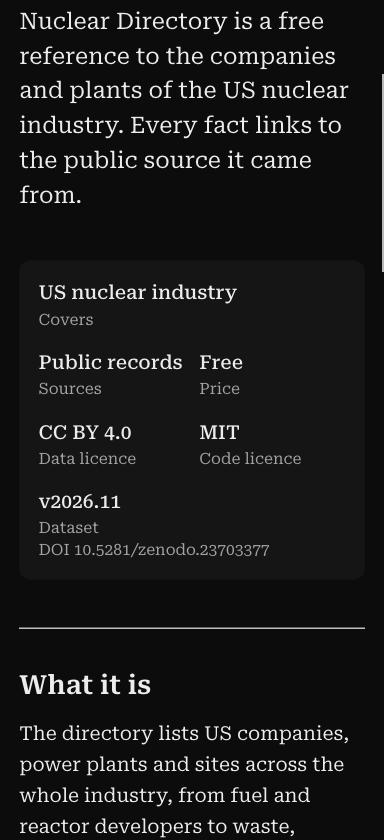 Nuclear Directory is a free
reference to the companies
and plants of the US nuclear
industry. Every fact links to
the public source it came
from.
US nuclear industry
Covers
Public records
Sources
Free
Price
CC BY 4.0
Data licence
MIT
Code licence
v2026.11
Dataset
DOI 10.5281/zenodo.23703377
What it is
The directory lists US companies,
power plants and sites across the
whole industry, from fuel and
reactor developers to waste,